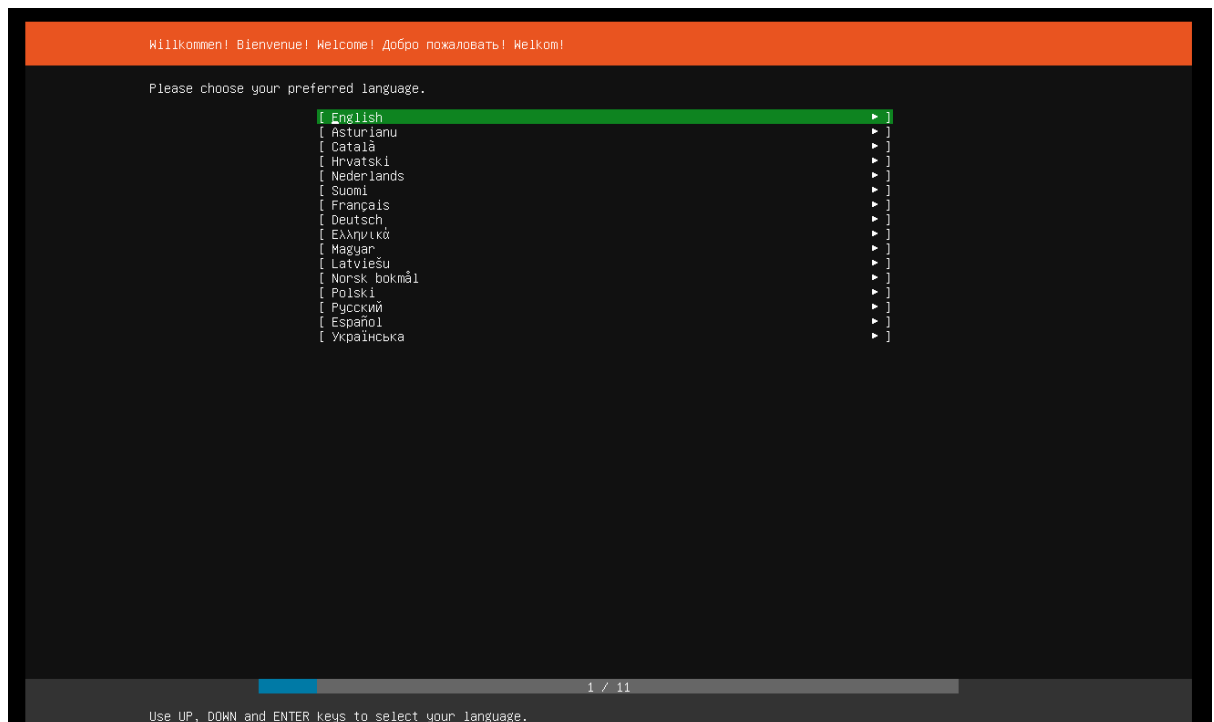 Willkommen! Bienvenue! Welcome! Добро пожаловать! Welkom!
Please choose your preferred language.
[ English ► ]
[ Asturianu ► ]
[ Català ► ]
[ Hrvatski ► ]
[ Nederlands ► ]
[ Suomi ► ]
[ Français ► ]
[ Deutsch ► ]
[ Ελληνικά ► ]
[ Magyar ► ]
[ Latviešu ► ]
[ Norsk bokmål ► ]
[ Polski ► ]
[ Русский ► ]
[ Español ► ]
[ Українська ► ]
1 / 11
Use UP, DOWN and ENTER keys to select your language.